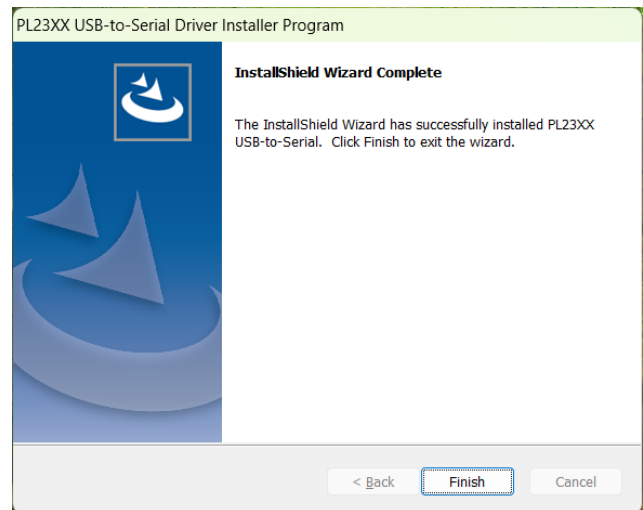 PL23XX USB-to-Serial Driver Installer Program
InstallShield Wizard Complete
The InstallShield Wizard has successfully installed PL23XX
USB-to-Serial. Click Finish to exit the wizard.
< Back
Finish
Cancel